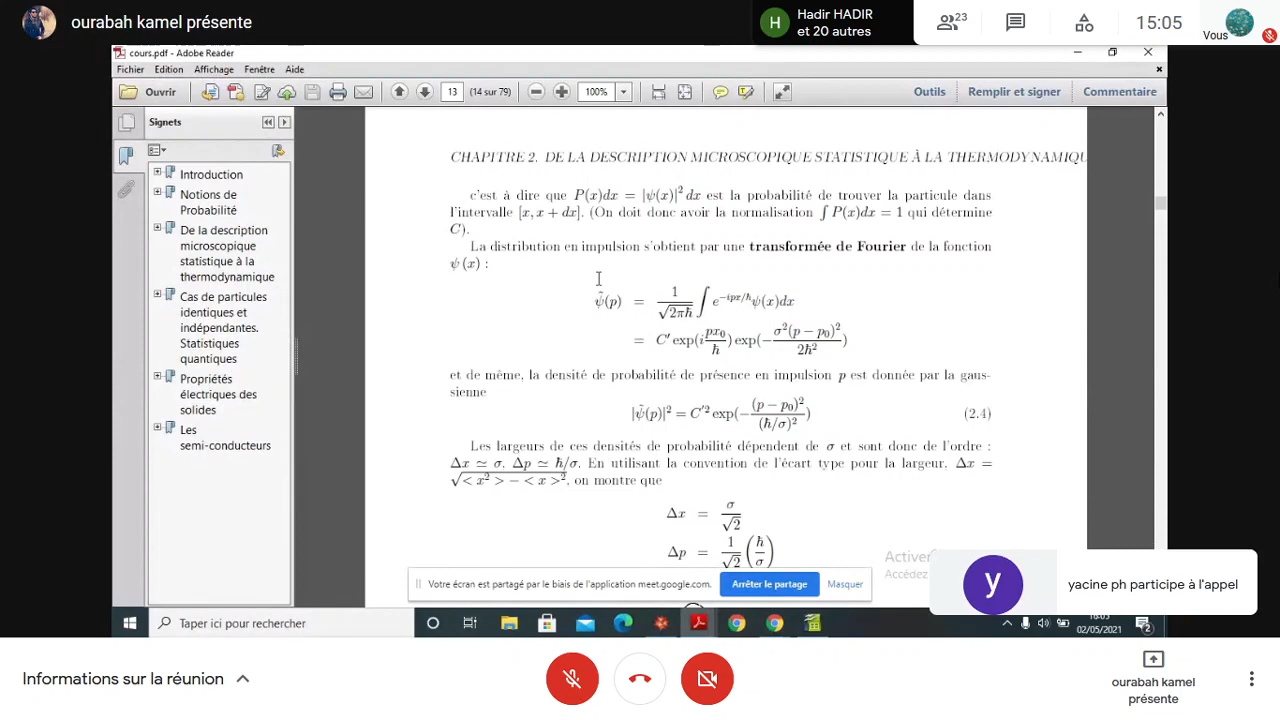 ourabah kamel présente
H Hadir HADIR
et 20 autres
23
15:05
Vous
cours.pdf - Adobe Reader
Fichier Edition Affichage Fenêtre Aide
Ouvrir 13 (14 sur 79) 100% Outils Remplir et signer Commentaire
Signets
Introduction
Notions de
Probabilité
De la description
microscopique
statistique à la
thermodynamique
Cas de particules
identiques et
indépendantes.
Statistiques
quantiques
Propriétés
électriques des
solides
Les
semi-conducteurs
CHAPITRE 2. DE LA DESCRIPTION MICROSCOPIQUE STATISTIQUE À LA THERMODYNAMIQU
c'est à dire que P(x)dx = |ψ(x)|² dx est la probabilité de trouver la particule dans
l'intervalle [x, x + dx]. (On doit donc avoir la normalisation ∫ P(x)dx = 1 qui détermine
C).
La distribution en impulsion s'obtient par une transformée de Fourier de la fonction
ψ (x) :
ψ̃(p) = 1/√2πħ ∫ e^{-ipx/ħ} ψ(x)dx
= C′ exp(i px₀/ħ) exp(− σ²(p − p₀)²/2ħ²)
et de même, la densité de probabilité de présence en impulsion p est donnée par la gaus-
sienne
|ψ̃(p)|² = C′² exp(− (p − p₀)²/(ħ/σ)²) (2.4)
Les largeurs de ces densités de probabilité dépendent de σ et sont donc de l'ordre :
Δx ≃ σ, Δp ≃ ħ/σ. En utilisant la convention de l'écart type pour la largeur, Δx =
√< x² > − < x >², on montre que
Δx = σ/√2
Δp = 1/√2 (ħ/σ)
Activer
Accédez
Votre écran est partagé par le biais de l'application meet.google.com. Arrêter le partage Masquer
y yacine ph participe à l'appel
Taper ici pour rechercher
16:05
02/05/2021
2
Informations sur la réunion
ourabah kamel
présente